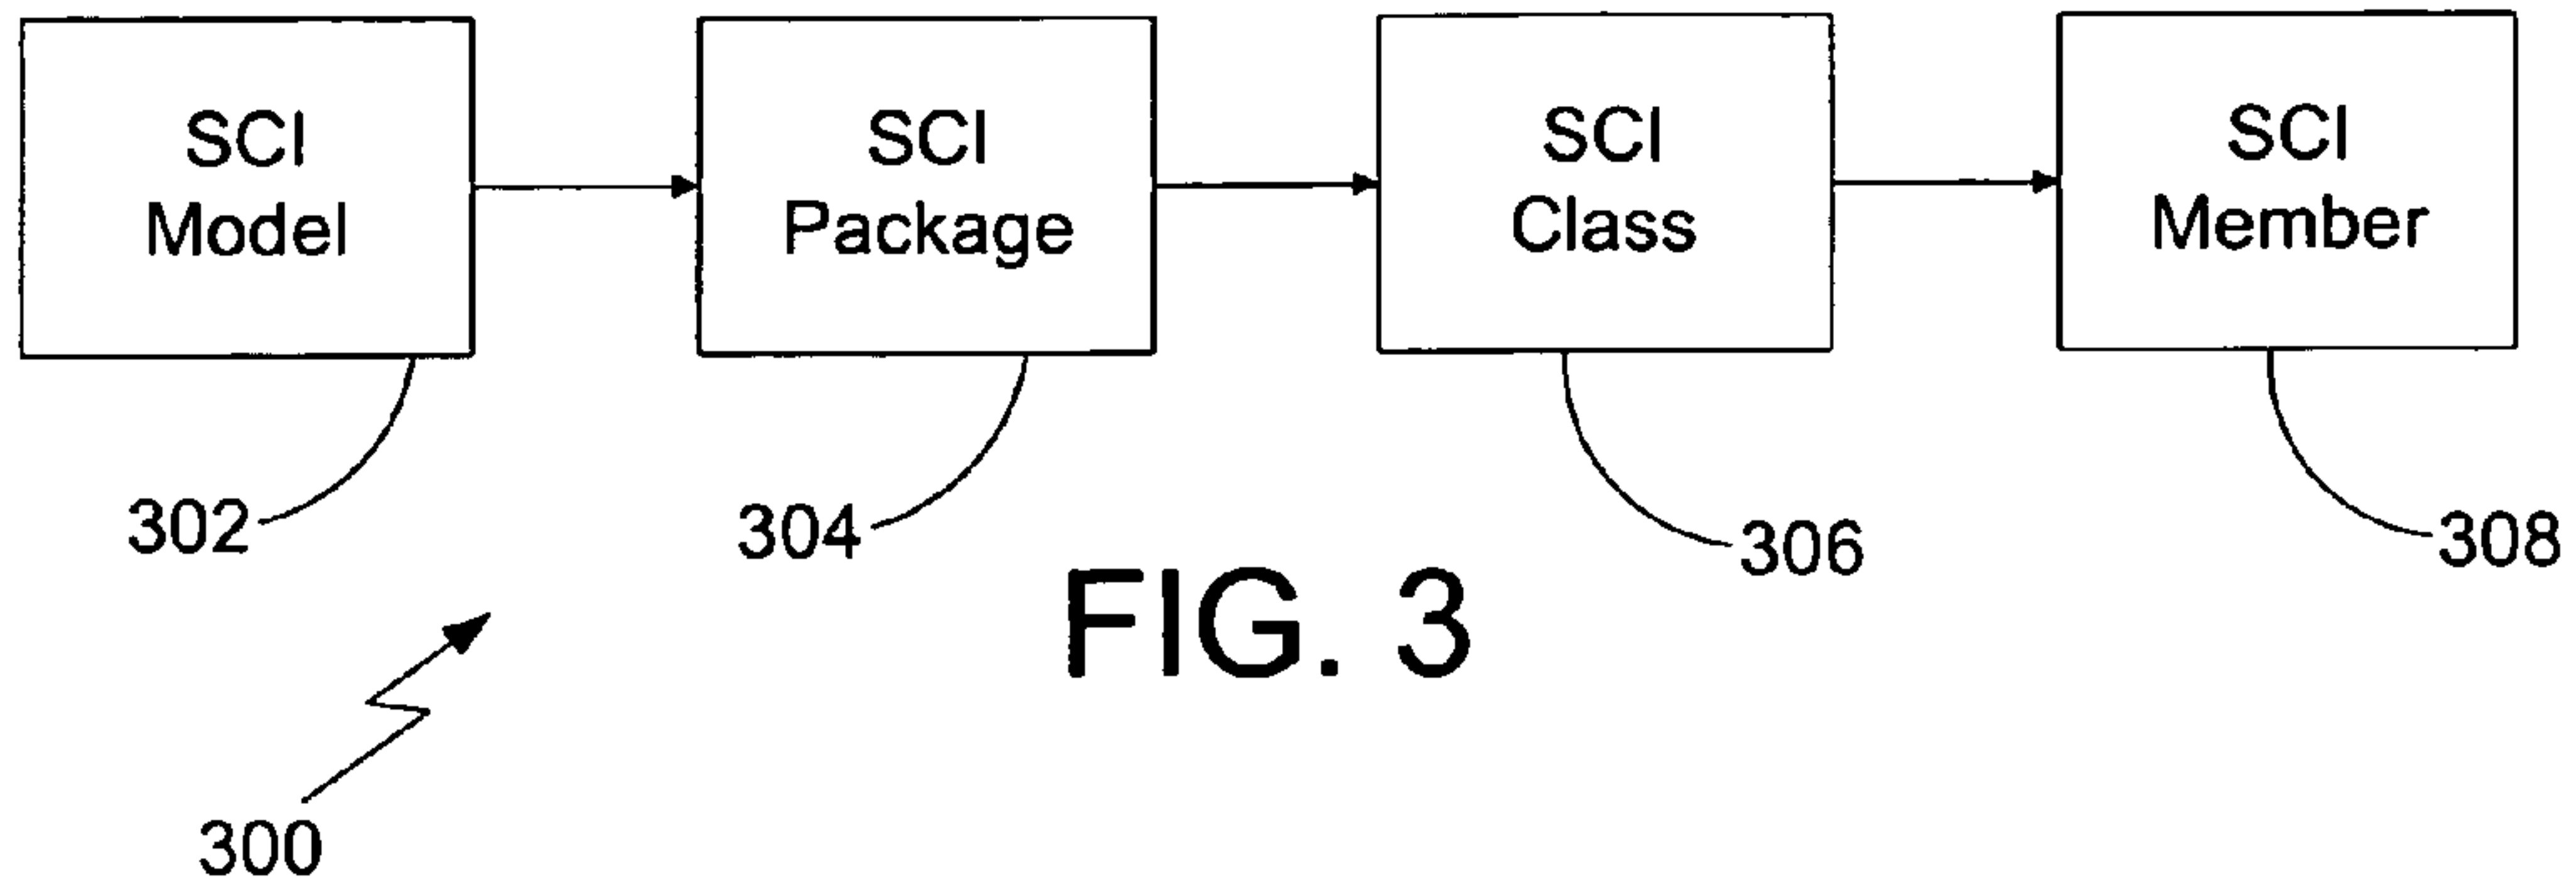 SCI
Model
SCI
Package
SCI
Class
SCI
Member
302
304
306
308
FIG. 3
300